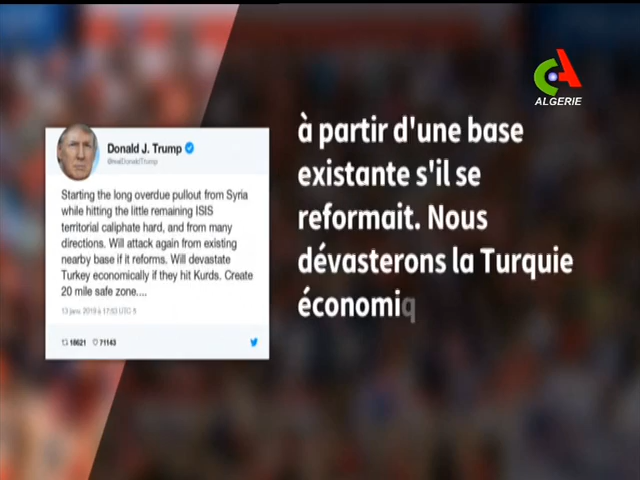 Donald J. Trump
@realDonaldTrump
Starting the long overdue pullout from Syria
while hitting the little remaining ISIS
territorial caliphate hard, and from many
directions. Will attack again from existing
nearby base if it reforms. Will devastate
Turkey economically if they hit Kurds. Create
20 mile safe zone....
18621 71143
à partir d'une base
existante s'il se
reformait. Nous
dévasterons la Turquie
économiq
ALGERIE